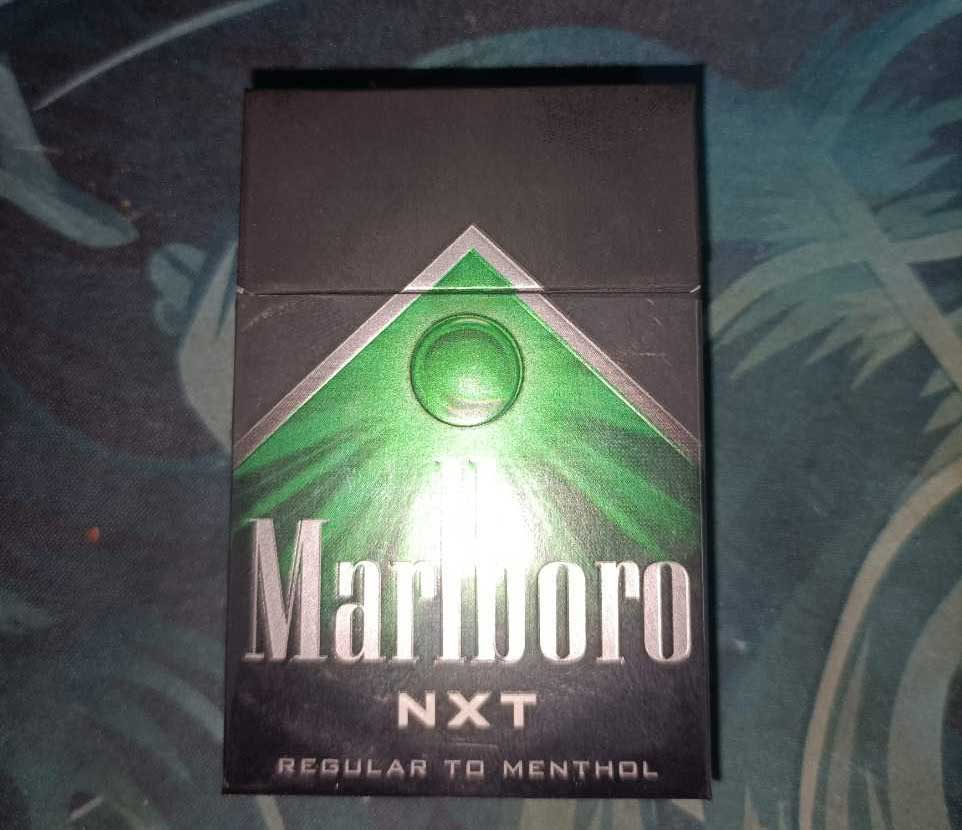 Marlboro
NXT
REGULAR TO MENTHOL